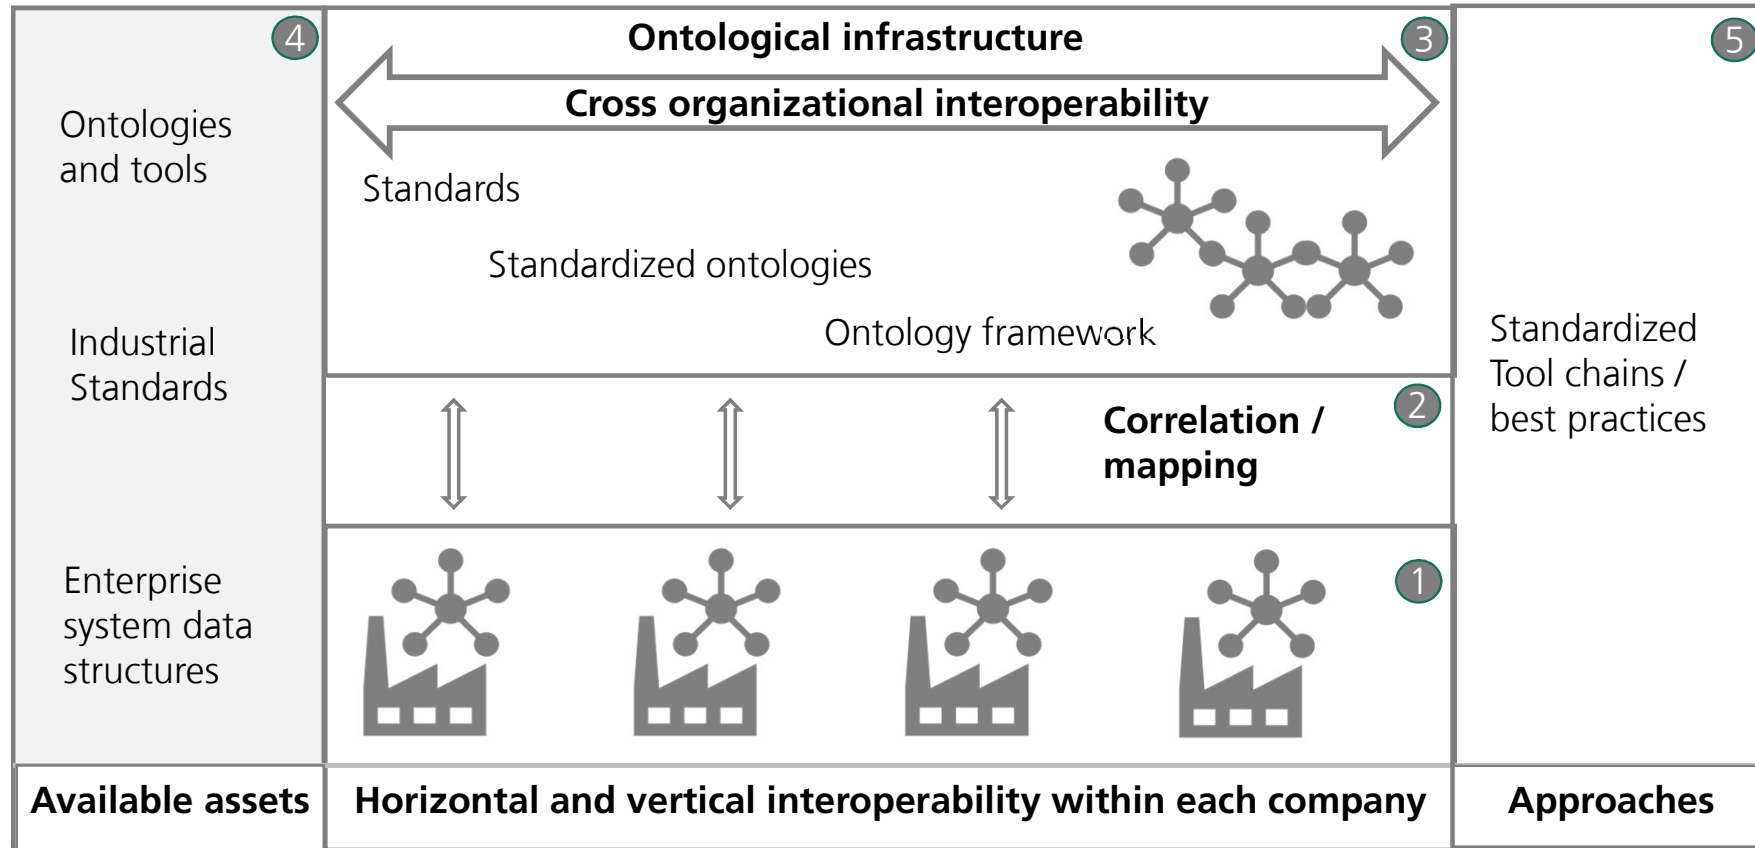 4
Ontologies
and tools
Industrial
Standards
Enterprise
system data
structures
Available assets
Ontological infrastructure
3
Cross organizational interoperability
Standards
Standardized ontologies
Ontology framework
Correlation /
mapping
2
1
Horizontal and vertical interoperability within each company
5
Standardized
Tool chains /
best practices
Approaches